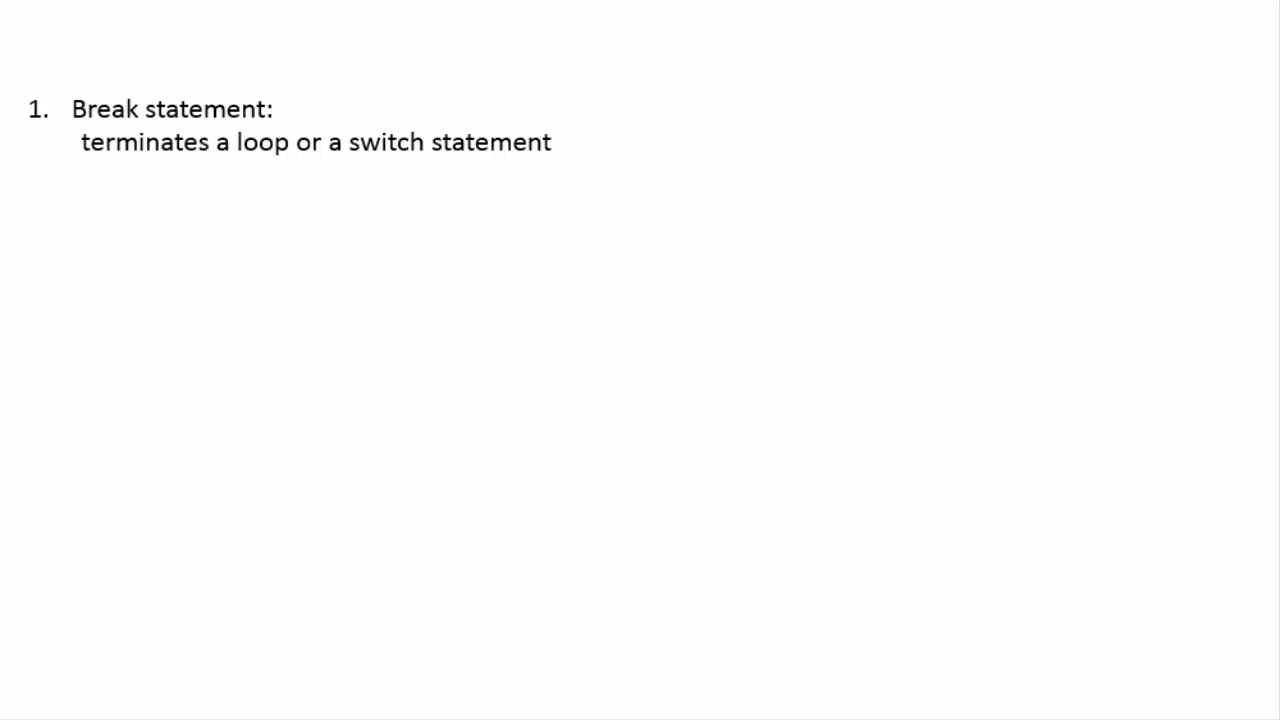 1. Break statement:
terminates a loop or a switch statement